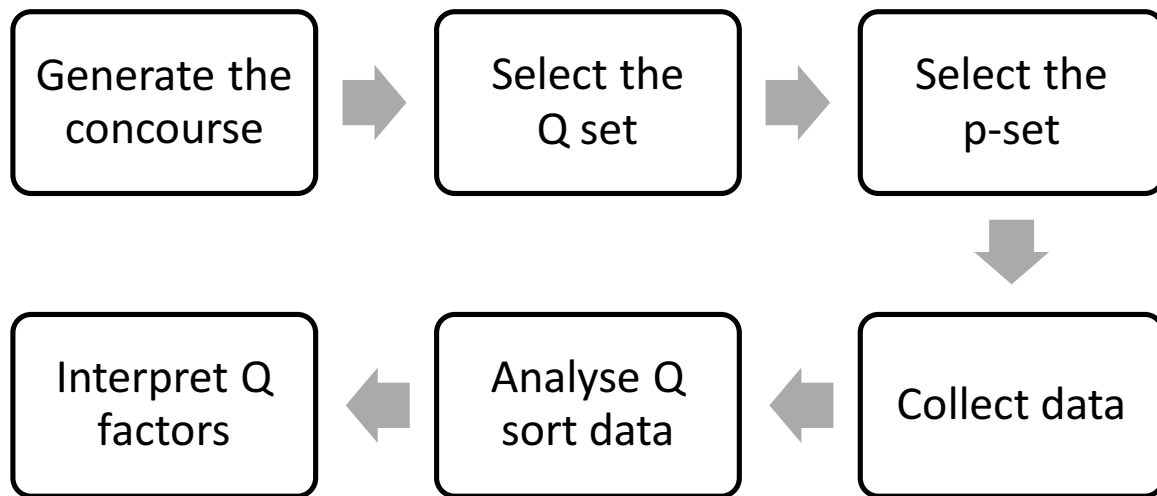 Generate the
concourse
Select the
Q set
Select the
p-set
Collect data
Analyse Q
sort data
Interpret Q
factors